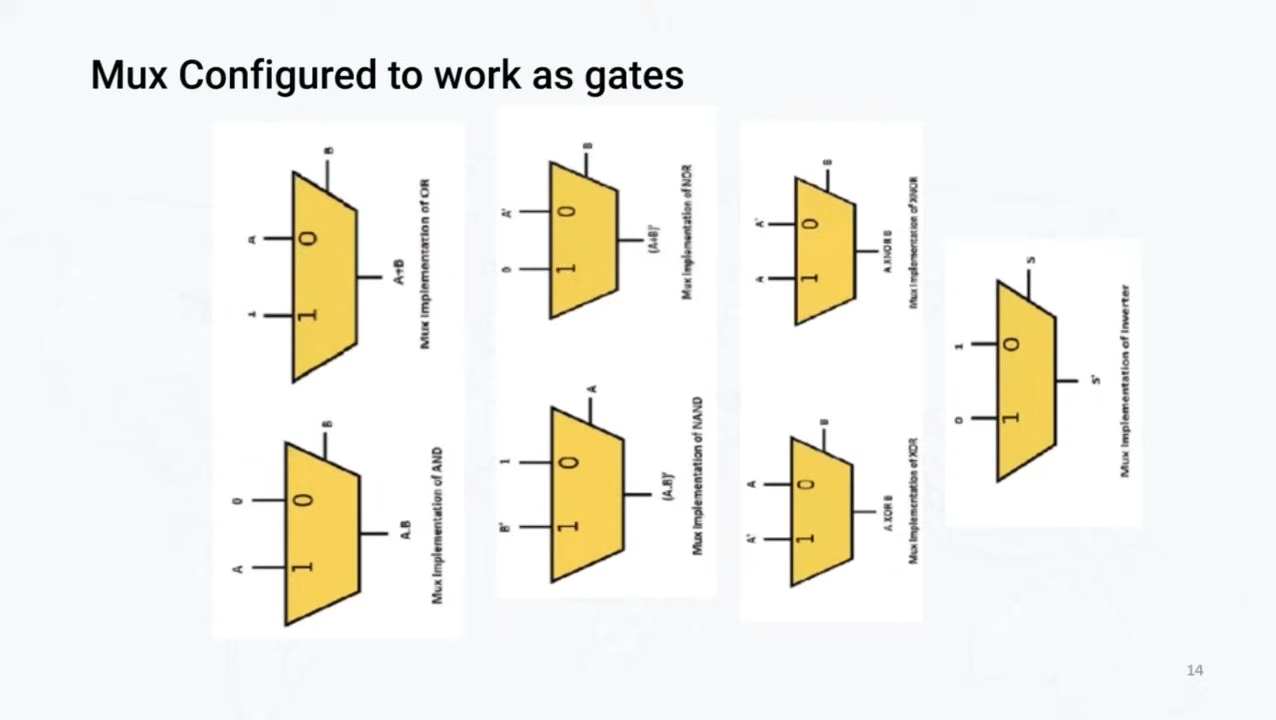 Mux Configured to work as gates
B
A
0
1
1
A+B
Mux Implementation of OR
B
0
0
A
1
A.B
Mux Implementation of AND
B
A'
0
0
1
(A+B)'
Mux Implementation of NOR
A
1
0
B'
1
(A.B)'
Mux Implementation of NAND
B
A'
0
A
1
A XNOR B
Mux Implementation of XNOR
B
A
0
A'
1
A XOR B
Mux Implementation of XOR
S
1
0
0
1
S'
Mux Implementation of Inverter
14